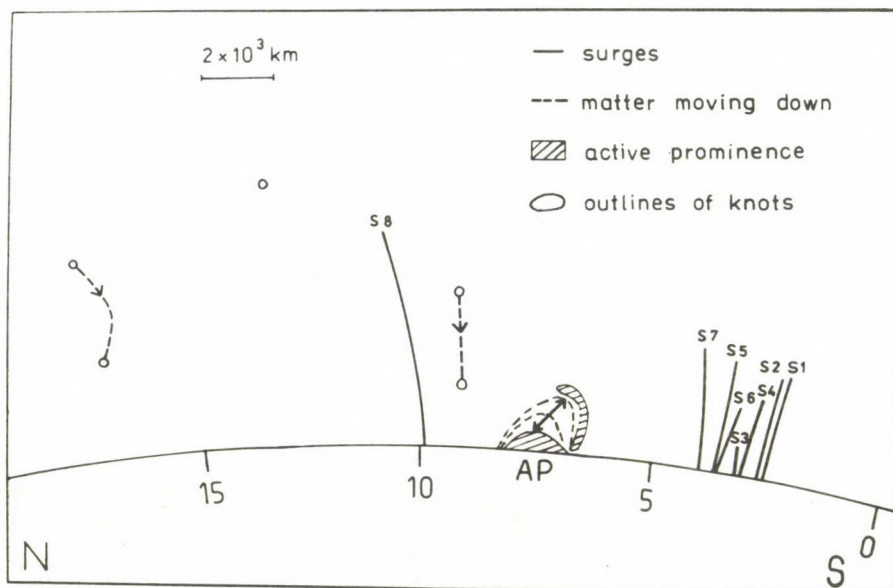 2 × 10³ km
surges
matter moving down
active prominence
outlines of knots
S 8
S7
S5
S2 S1
S6 S4
S3
AP
15
10
5
0
N
S